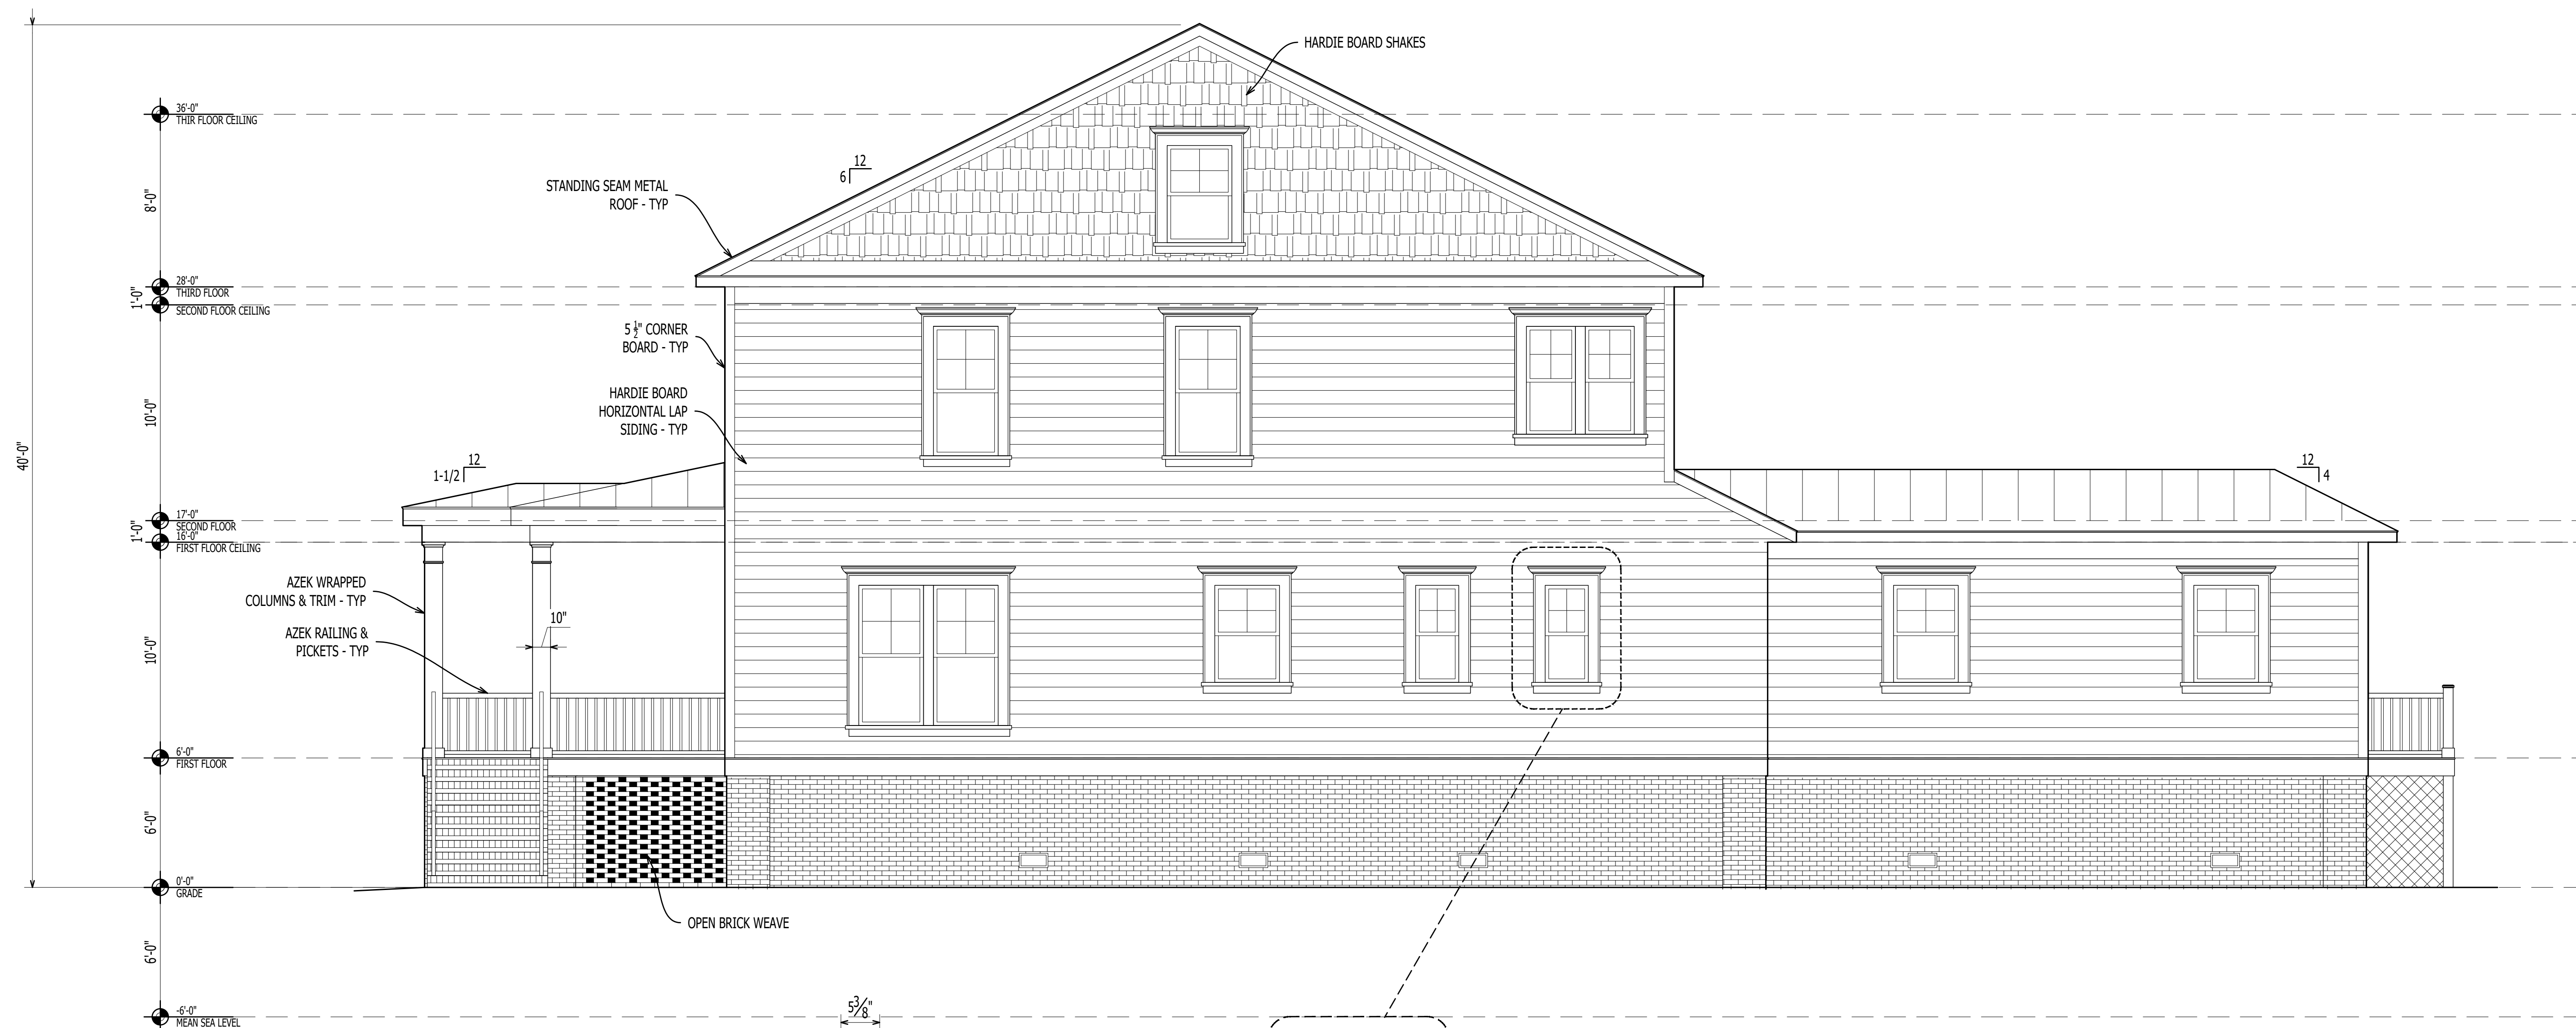 HARDIE BOARD SHAKES
36'-0"
THIR FLOOR CEILING
12
6
STANDING SEAM METAL
ROOF - TYP
8'-0"
28'-0"
THIRD FLOOR
1'-0"
SECOND FLOOR CEILING
5 1/2" CORNER
BOARD - TYP
HARDIE BOARD
HORIZONTAL LAP
SIDING - TYP
10'-0"
40'-0"
12
1-1/2
12
4
17'-0"
SECOND FLOOR
1'-0"
16'-0"
FIRST FLOOR CEILING
AZEK WRAPPED
COLUMNS & TRIM - TYP
10"
AZEK RAILING &
PICKETS - TYP
10'-0"
6'-0"
FIRST FLOOR
6'-0"
0'-0"
GRADE
OPEN BRICK WEAVE
6'-0"
-6'-0"
MEAN SEA LEVEL
5 3/8"